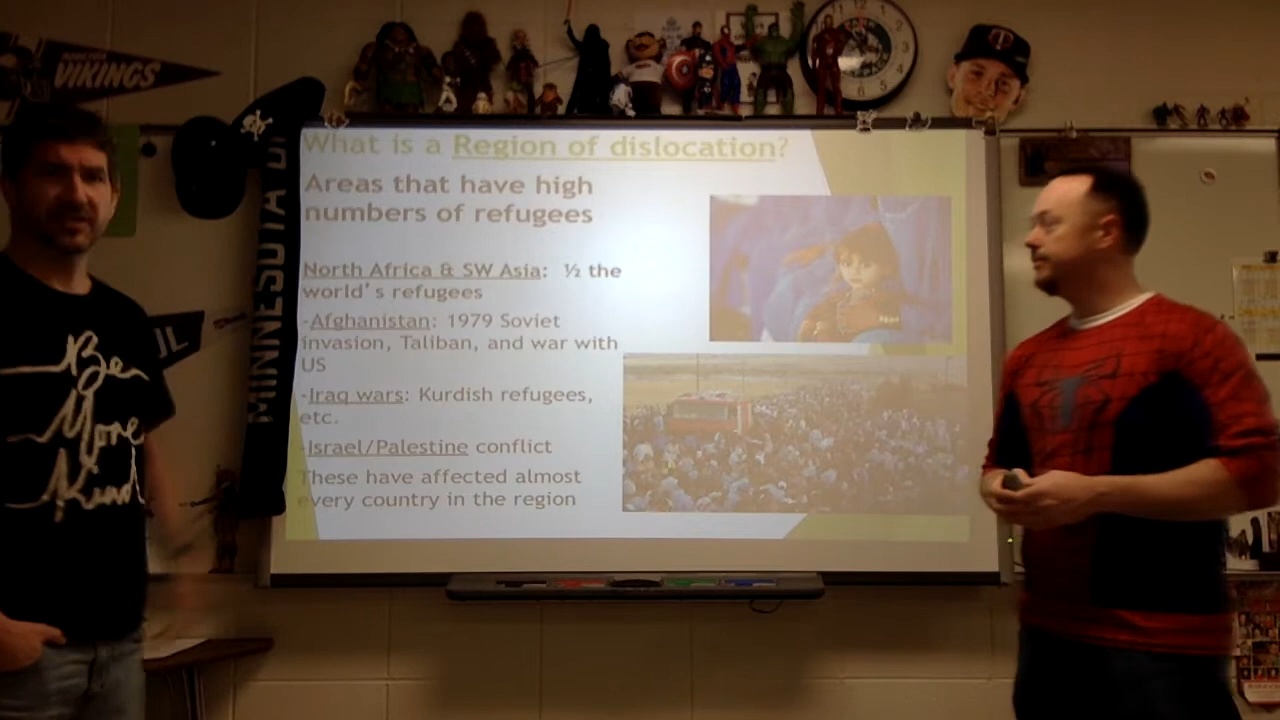 VIKINGS
What is a Region of dislocation?
Areas that have high
numbers of refugees
North Africa & SW Asia: ½ the
world's refugees
-Afghanistan: 1979 Soviet
invasion, Taliban, and war with
US
-Iraq wars: Kurdish refugees,
etc.
-Israel/Palestine conflict
These have affected almost
every country in the region
MINNESOTA
Be
More
Kind